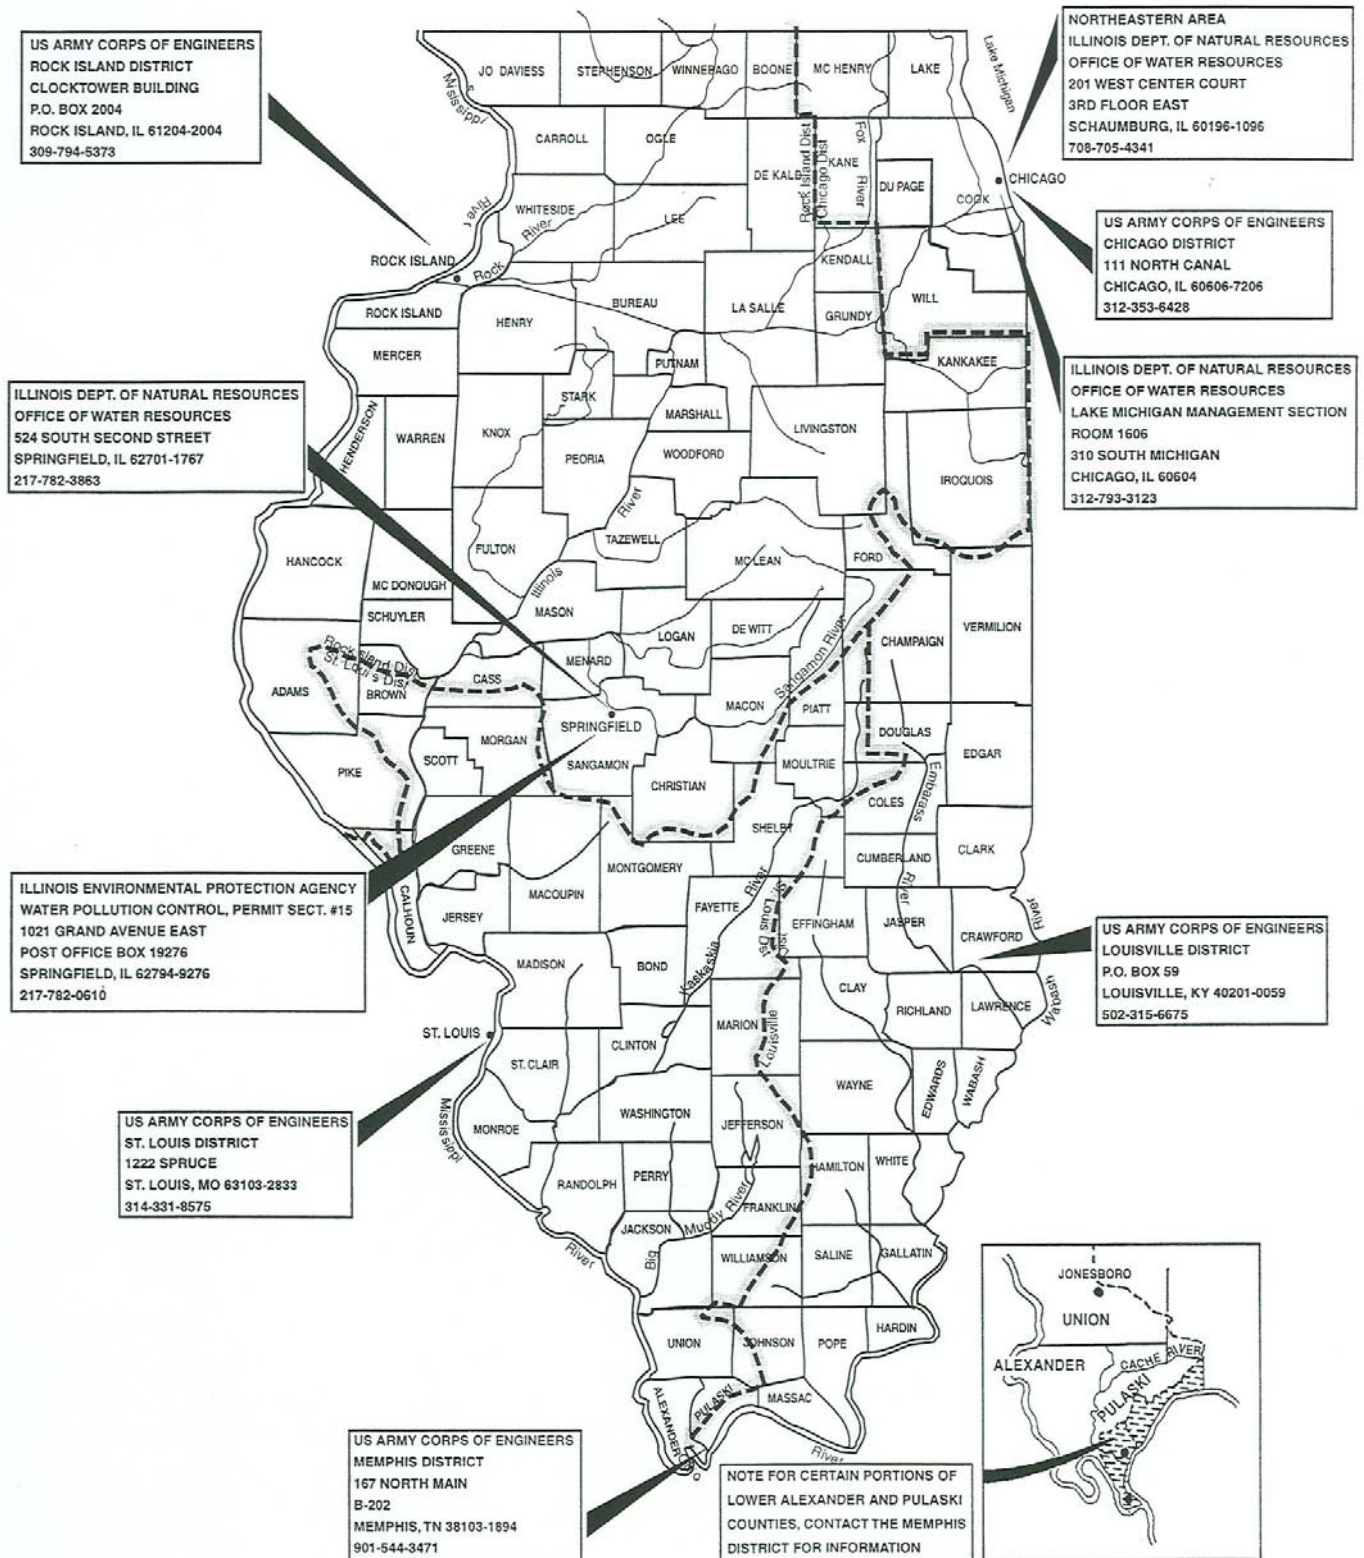 US ARMY CORPS OF ENGINEERS
ROCK ISLAND DISTRICT
CLOCKTOWER BUILDING
P.O. BOX 2004
ROCK ISLAND, IL 61204-2004
309-794-5373
NORTHEASTERN AREA
ILLINOIS DEPT. OF NATURAL RESOURCES
OFFICE OF WATER RESOURCES
201 WEST CENTER COURT
3RD FLOOR EAST
SCHAUMBURG, IL 60196-1096
708-705-4341
US ARMY CORPS OF ENGINEERS
CHICAGO DISTRICT
111 NORTH CANAL
CHICAGO, IL 60606-7206
312-353-6428
ILLINOIS DEPT. OF NATURAL RESOURCES
OFFICE OF WATER RESOURCES
LAKE MICHIGAN MANAGEMENT SECTION
ROOM 1606
310 SOUTH MICHIGAN
CHICAGO, IL 60604
312-793-3123
ILLINOIS DEPT. OF NATURAL RESOURCES
OFFICE OF WATER RESOURCES
524 SOUTH SECOND STREET
SPRINGFIELD, IL 62701-1767
217-782-3863
ILLINOIS ENVIRONMENTAL PROTECTION AGENCY
WATER POLLUTION CONTROL, PERMIT SECT. #15
1021 GRAND AVENUE EAST
POST OFFICE BOX 19276
SPRINGFIELD, IL 62794-9276
217-782-0610
US ARMY CORPS OF ENGINEERS
LOUISVILLE DISTRICT
P.O. BOX 59
LOUISVILLE, KY 40201-0059
502-315-6675
US ARMY CORPS OF ENGINEERS
ST. LOUIS DISTRICT
1222 SPRUCE
ST. LOUIS, MO 63103-2833
314-331-8575
US ARMY CORPS OF ENGINEERS
MEMPHIS DISTRICT
167 NORTH MAIN
B-202
MEMPHIS, TN 38103-1894
901-544-3471
NOTE FOR CERTAIN PORTIONS OF
LOWER ALEXANDER AND PULASKI
COUNTIES, CONTACT THE MEMPHIS
DISTRICT FOR INFORMATION
JO DAVIESS
STEPHENSON
WINNEBAGO
BOONE
MC HENRY
LAKE
Lake Michigan
Mississippi
River
CARROLL
OGLE
DE KALB
Rock Island Dist
Chicago Dist
KANE
Fox
River
DU PAGE
COOK
CHICAGO
WHITESIDE
LEE
Rock
River
KENDALL
ROCK ISLAND
ROCK ISLAND
HENRY
BUREAU
LA SALLE
GRUNDY
WILL
MERCER
PUTNAM
KANKAKEE
STARK
MARSHALL
HENDERSON
WARREN
KNOX
PEORIA
WOODFORD
LIVINGSTON
IROQUOIS
Illinois
River
HANCOCK
MC DONOUGH
FULTON
TAZEWELL
MC LEAN
FORD
SCHUYLER
MASON
LOGAN
DE WITT
CHAMPAIGN
VERMILION
Rock Island Dis
St. Louis Dis
ADAMS
BROWN
CASS
MENARD
MACON
Sangamon River
PIATT
SPRINGFIELD
SANGAMON
PIKE
SCOTT
MORGAN
CHRISTIAN
MOULTRIE
DOUGLAS
EDGAR
COLES
Embarass
River
SHELBY
CUMBERLAND
CLARK
GREENE
MACOUPIN
MONTGOMERY
CALHOUN
JERSEY
FAYETTE
Kaskaskia
River
EFFINGHAM
JASPER
CRAWFORD
Wabash
River
MADISON
BOND
CLAY
RICHLAND
LAWRENCE
ST. LOUIS
ST. CLAIR
CLINTON
MARION
Louisville
WAYNE
EDWARDS
WABASH
Mississippi
River
MONROE
WASHINGTON
JEFFERSON
RANDOLPH
PERRY
HAMILTON
WHITE
JACKSON
FRANKLIN
Big
Muddy River
WILLIAMSON
SALINE
GALLATIN
UNION
JOHNSON
POPE
HARDIN
ALEXANDER
PULASKI
MASSAC
River
JONESBORO
UNION
ALEXANDER
CACHE RIVER
PULASKI